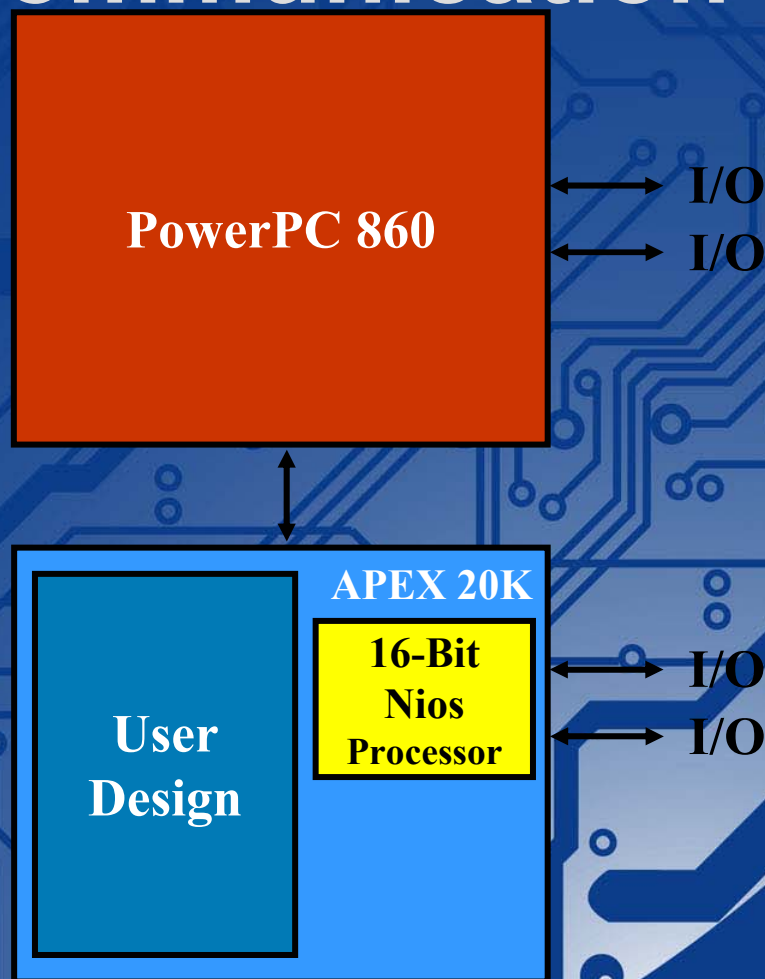 PowerPC 860
I/O
I/O
APEX 20K
16-Bit
Nios
Processor
User
Design
I/O
I/O